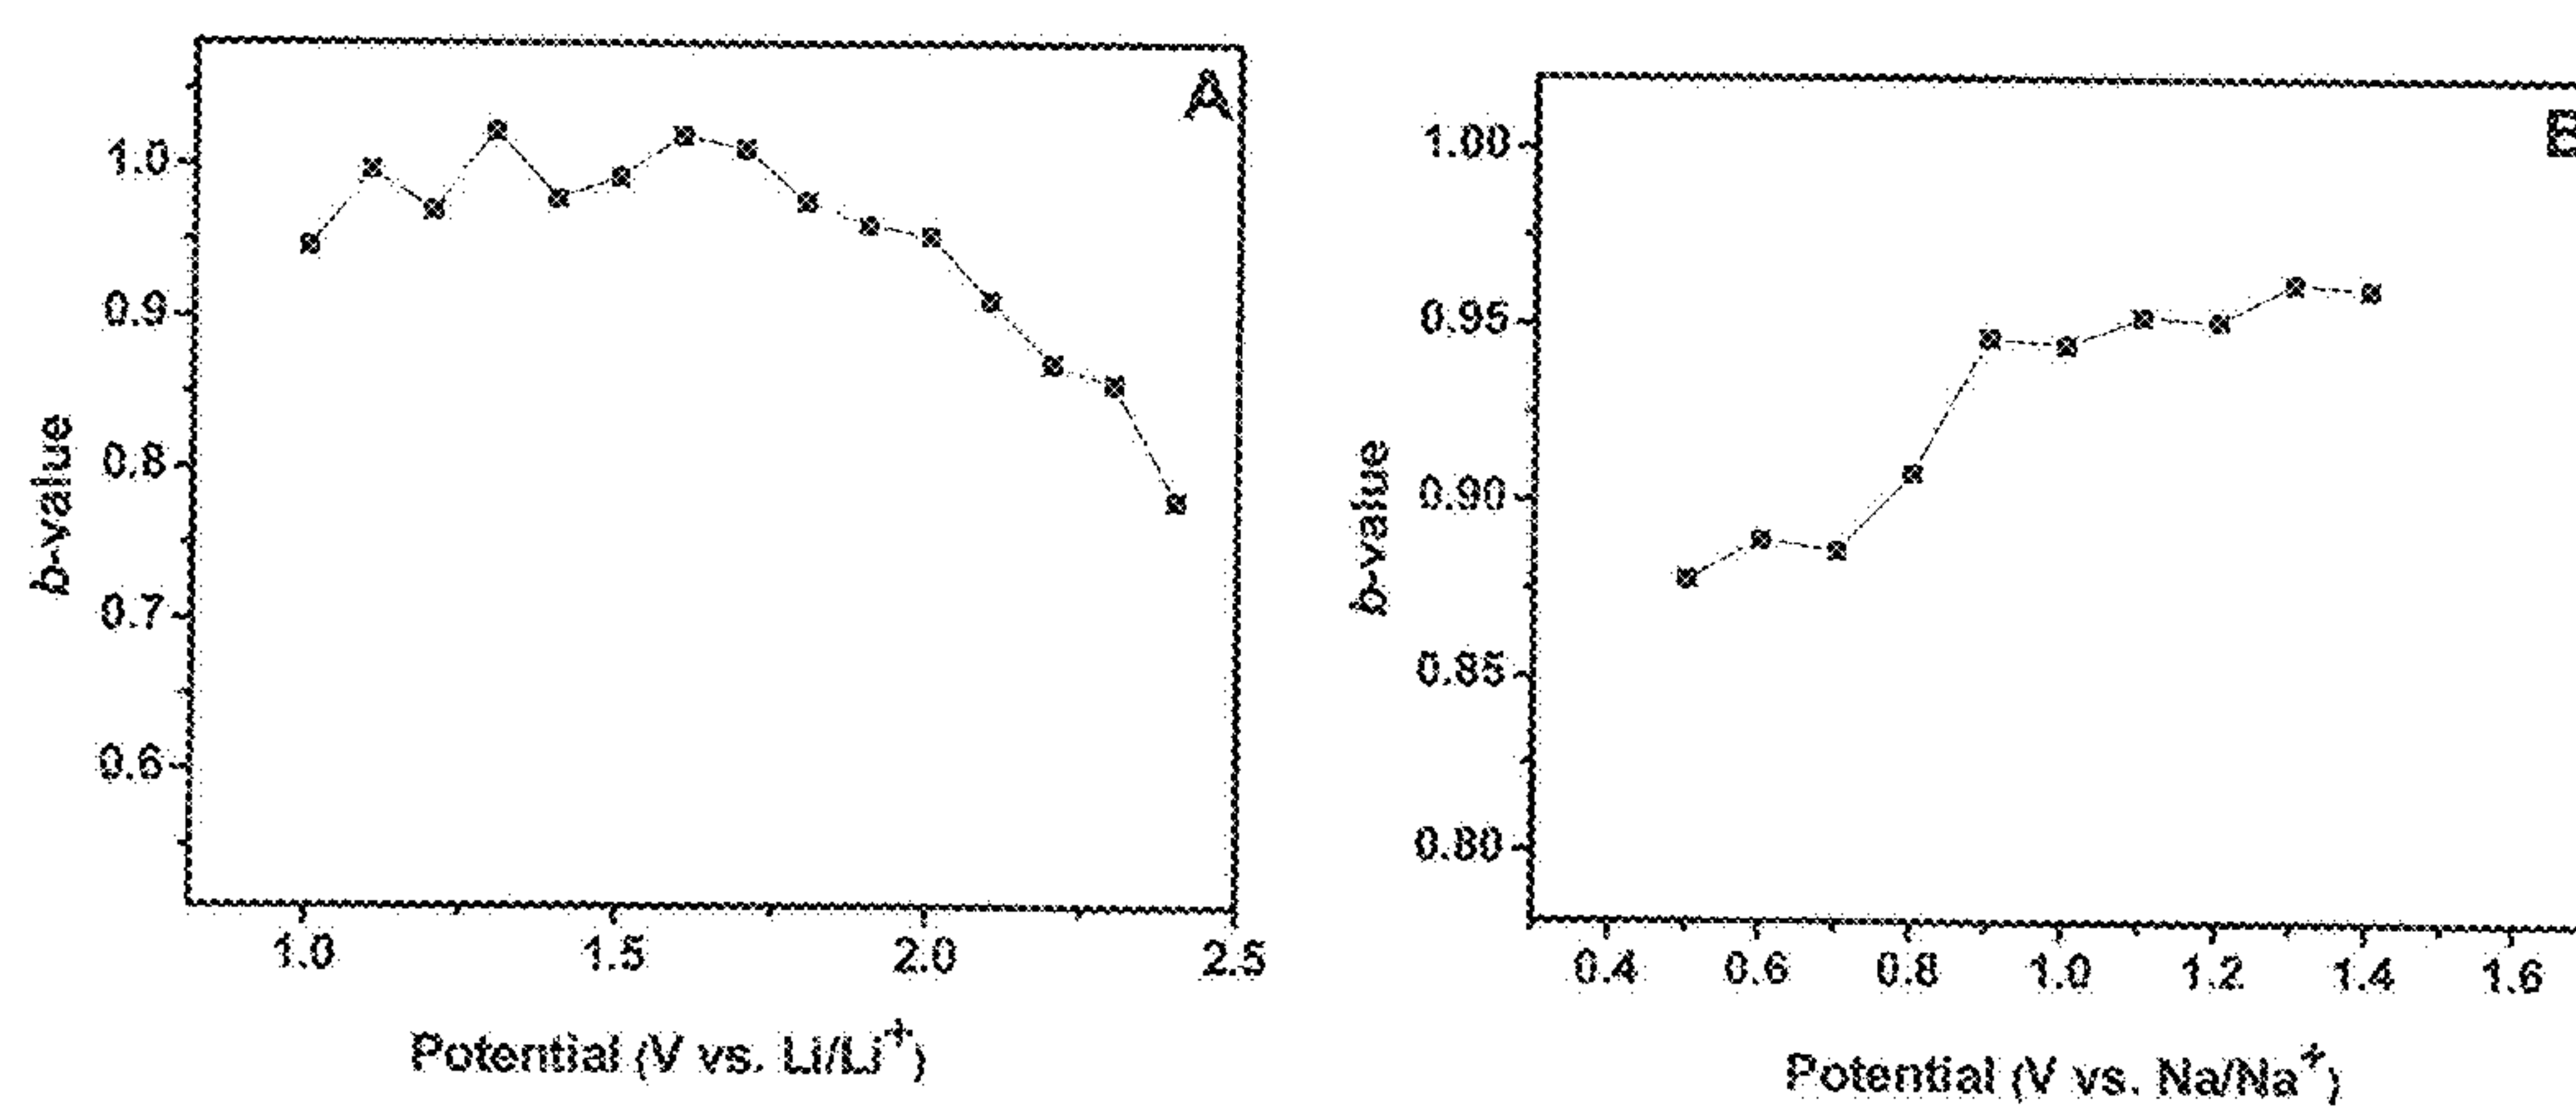 A
1.0
0.9
0.8
0.7
0.6
b-value
1.0 1.5 2.0 2.5
Potential (V vs. Li/Li⁺)
B
1.00
0.95
0.90
0.85
0.80
b-value
0.4 0.6 0.8 1.0 1.2 1.4 1.6
Potential (V vs. Na/Na⁺)